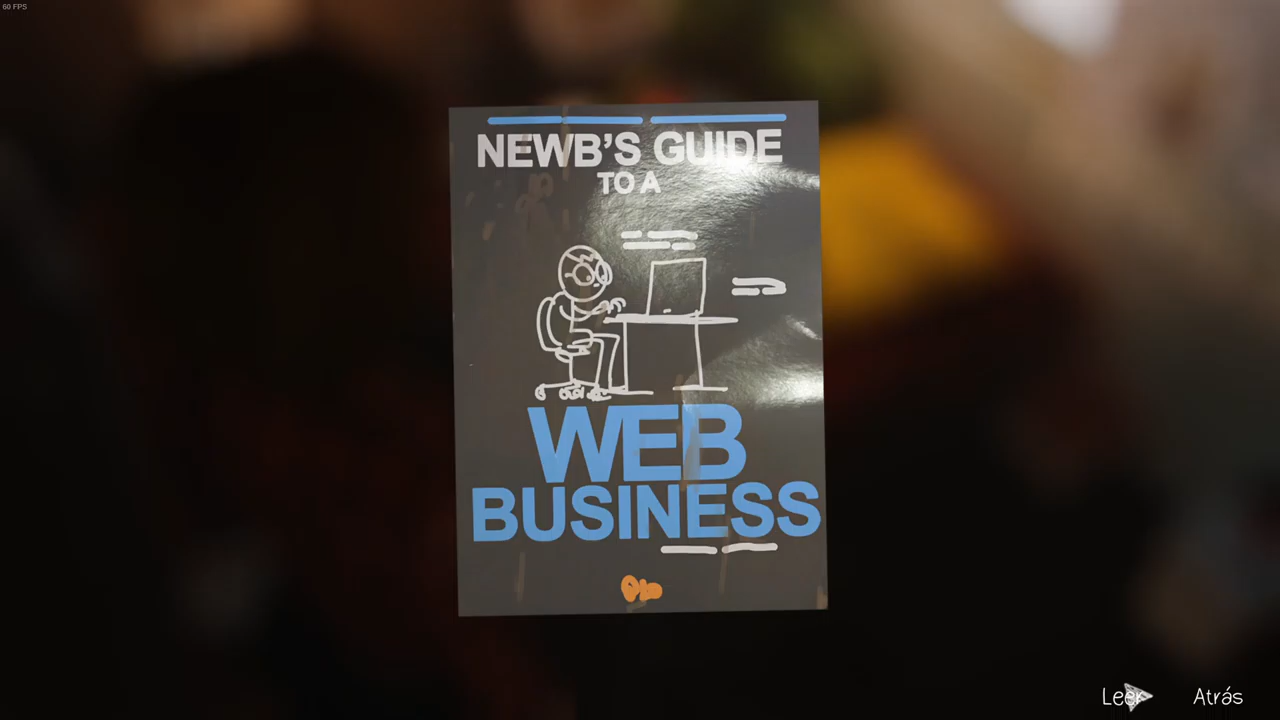 60 FPS
NEWB'S GUIDE
TO A
WEB
BUSINESS
Leer Atrás